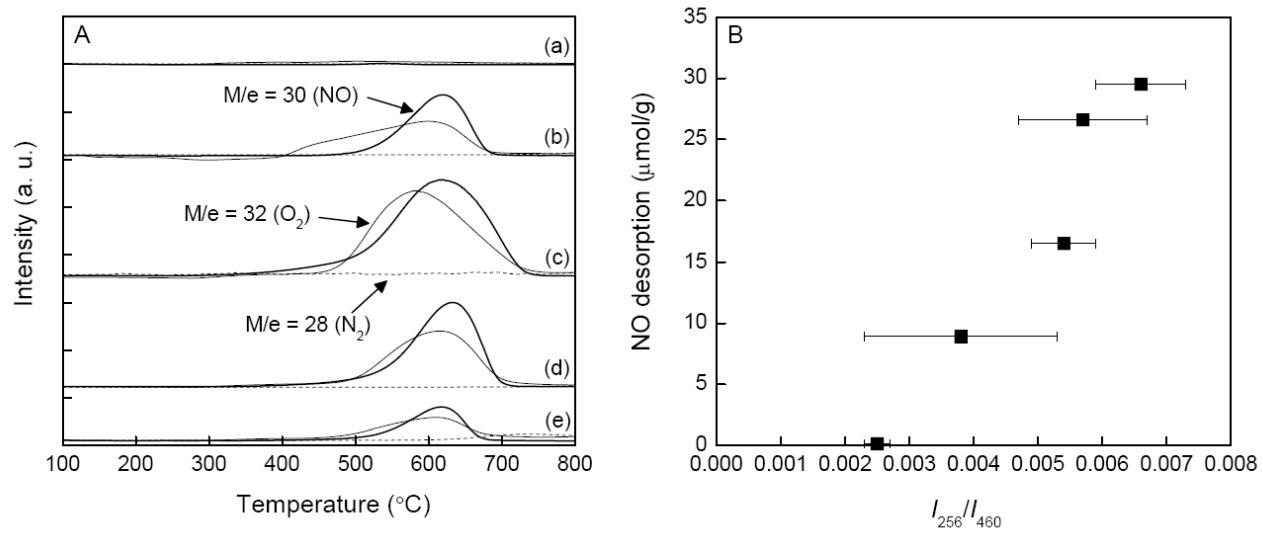 A
(a)
M/e = 30 (NO)
(b)
M/e = 32 (O₂)
(c)
M/e = 28 (N₂)
(d)
(e)
Intensity (a. u.)
100 200 300 400 500 600 700 800
Temperature (°C)
B
35
30
25
20
15
10
5
0
NO desorption (μmol/g)
0.000 0.001 0.002 0.003 0.004 0.005 0.006 0.007 0.008
I₂₅₆/I₄₆₀